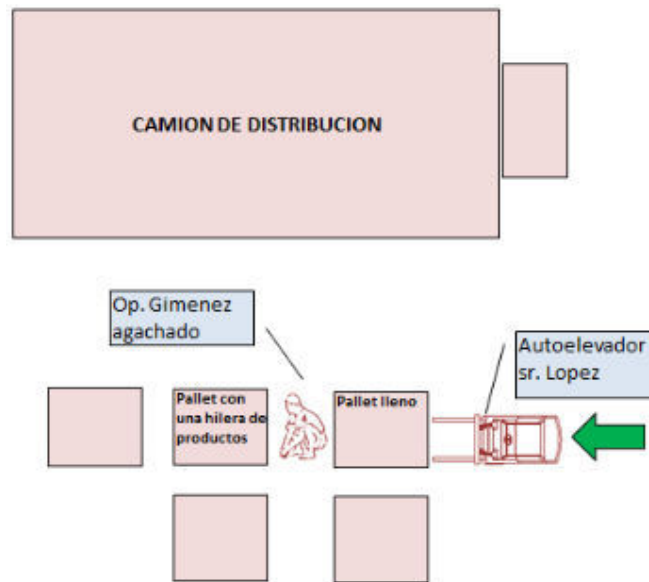 CAMION DE DISTRIBUCION
Op. Gimenez
agachado
Autoelevador
sr. Lopez
Pallet con
una hilera de
productos
Pallet lleno